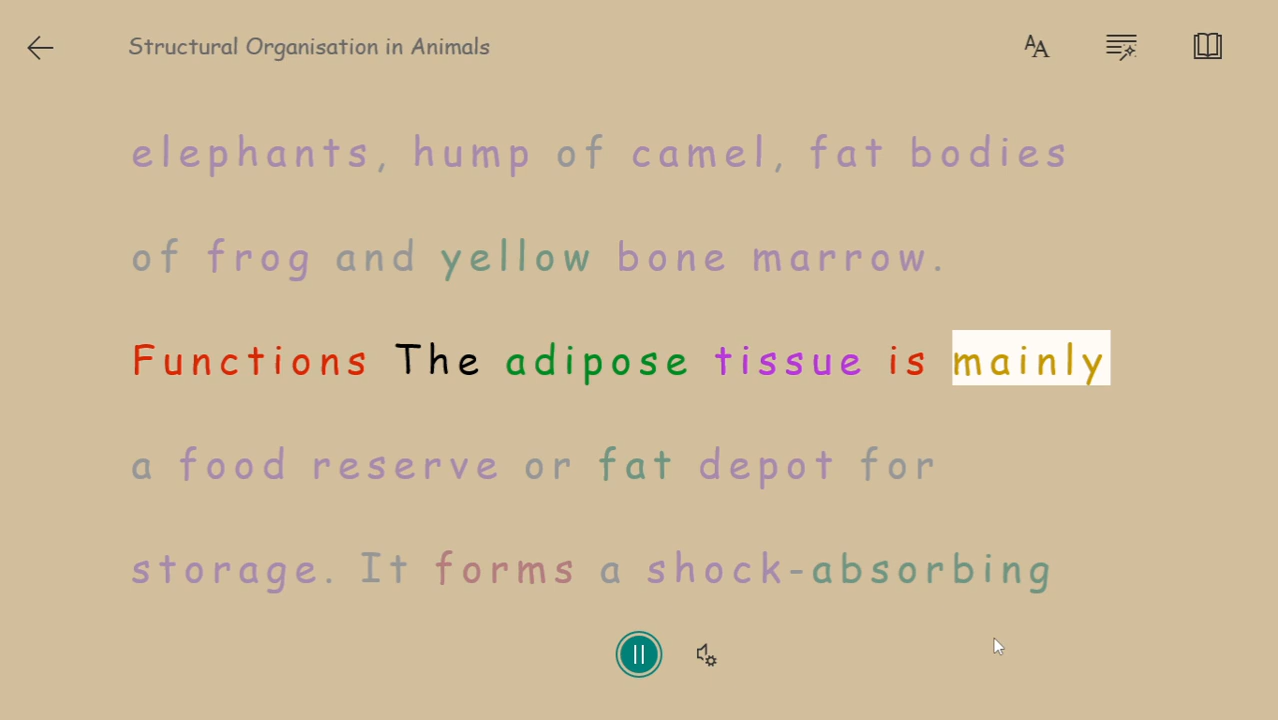 Structural Organisation in Animals
elephants, hump of camel, fat bodies
of frog and yellow bone marrow.
Functions The adipose tissue is mainly
a food reserve or fat depot for
storage. It forms a shock-absorbing